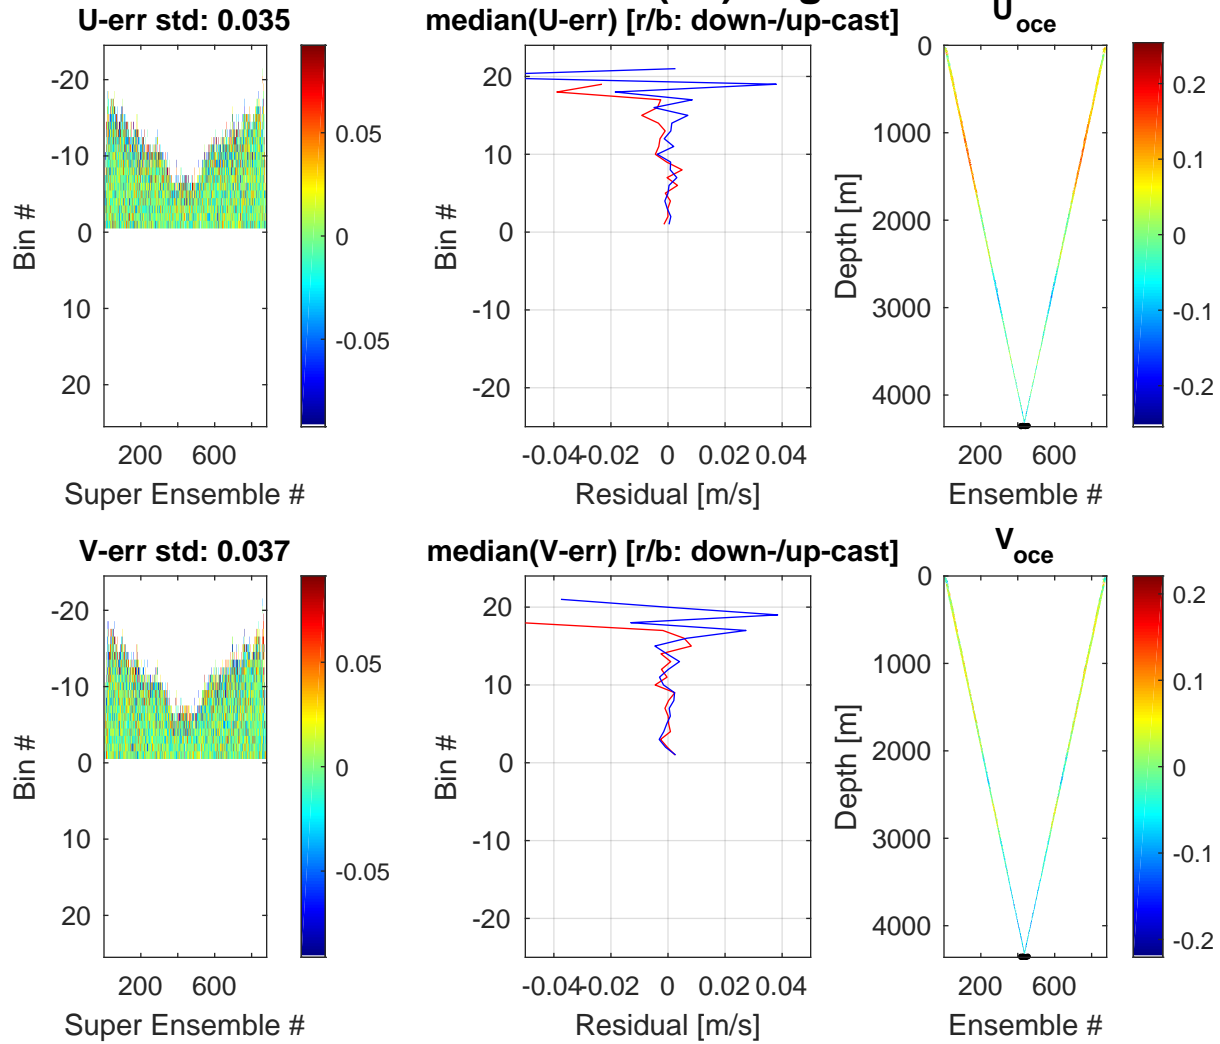 U-err std: 0.035
median(U-err) [r/b: down-/up-cast]
U oce
-20
-10
0
10
20
Bin #
200 600
Super Ensemble #
0.05
0
-0.05
20
10
0
-10
-20
Bin #
-0.04 -0.02 0 0.02 0.04
Residual [m/s]
0
1000
2000
3000
4000
Depth [m]
200 600
Ensemble #
0.2
0.1
0
-0.1
-0.2
V-err std: 0.037
median(V-err) [r/b: down-/up-cast]
V oce
-20
-10
0
10
20
Bin #
200 600
Super Ensemble #
0.05
0
-0.05
20
10
0
-10
-20
Bin #
-0.04 -0.02 0 0.02 0.04
Residual [m/s]
0
1000
2000
3000
4000
Depth [m]
200 600
Ensemble #
0.2
0.1
0
-0.1
-0.2